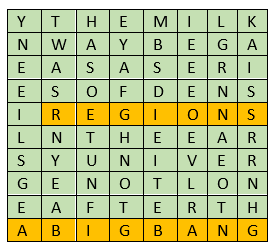 Y T H E M I L K
N W A Y B E G A
E A S A S E R I
E S O F D E N S
I R E G I O N S
L N T H E E A R
S Y U N I V E R
G E N O T L O N
E A F T E R T H
A B I G B A N G